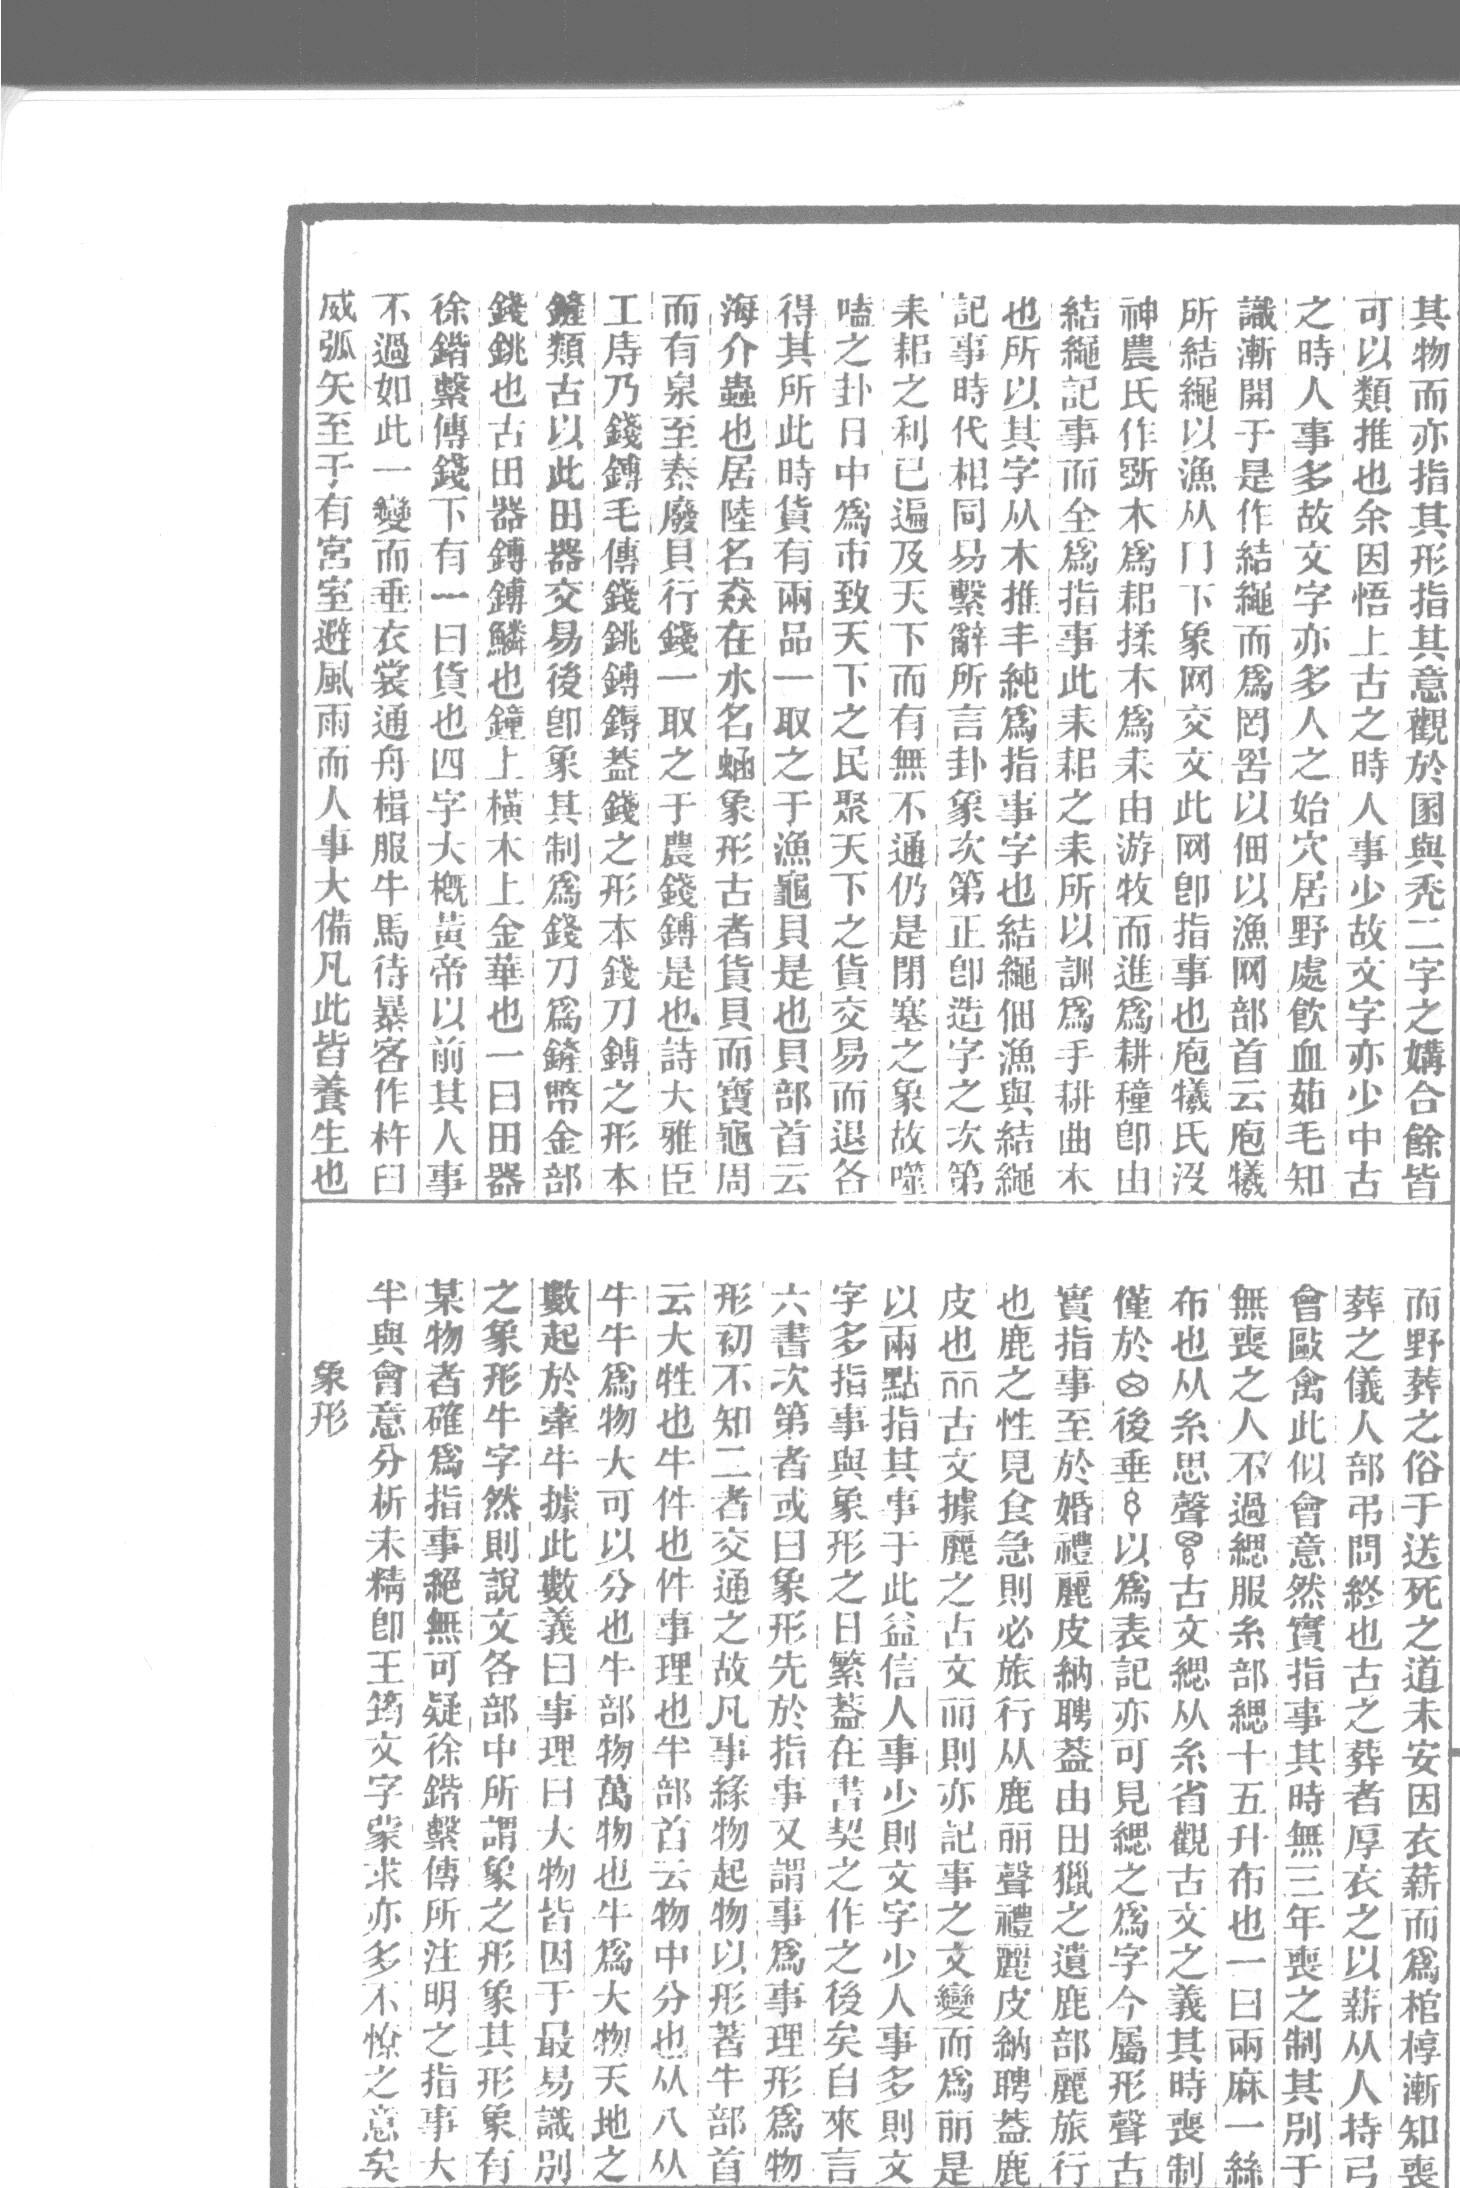 其物而亦指其形指其意觀於圂與禿二字之媾合餘皆
可以類推也余因悟上古之時人事少故文字亦少中古
之時人事多故文字亦多人之始穴居野處飮血茹毛知
識漸開于是作結繩而爲罔罟以佃以漁网部首云庖犧
所結繩以漁从冂下象网交文此网卽指事也庖犧氏沒
神農氏作斲木爲耜揉木爲耒由游牧而進爲耕穜卽由
結繩記事而全爲指事此耒耜之耒所以訓爲手耕曲木
也所以其字从木推丰純爲指事字也結繩佃漁與結繩
記事時代相同易繫辭所言卦象次第正卽造字之次第
耒耜之利已遍及天下而有無不通仍是閉塞之象故噬
嗑之卦日中爲市致天下之民聚天下之貨交易而退各
得其所此時貨有兩品一取之于漁龜貝是也貝部首云
海介蟲也居陸名猋在水名蜬象形古者貨貝而寶龜周
而有泉至秦廢貝行錢一取之于農錢鎛是也詩大雅臣
工庤乃錢鎛毛傳錢銚鎛鎒葢錢之形本錢刀鎛之形本
鏟類古以此田器交易後卽象其制爲錢刀爲鏟幣金部
錢銚也古田器鎛鎛鱗也鐘上橫木上金華也一曰田器
徐鍇繫傳錢下有一曰貨也四字大槪黃帝以前其人事
不過如此一變而垂衣裳通舟楫服牛馬待暴客作杵臼
威弧矢至于有宮室避風雨而人事大備凡此皆養生也
而野葬之俗于送死之道未安因衣薪而爲棺椁漸知喪
葬之儀人部弔問終也古之葬者厚衣之以薪从人持弓
會敺禽此似會意然實指事其時無三年喪之制其別于
無喪之人不過緦服糸部緦十五升布也一曰兩麻一絲
布也从糸思聲古文緦从糸省觀古文之義其時喪制
僅於後垂以爲表記亦可見緦之爲字今屬形聲古
實指事至於婚禮麗皮納聘葢由田獵之遺鹿部麗旅行
也鹿之性見食急則必旅行从鹿丽聲禮麗皮納聘葢鹿
皮也古文據麗之古文而則亦記事之文變而爲丽是
以兩點指其事于此益信人事少則文字少人事多則文
字多指事與象形之日繁葢在書契之作之後矣自來言
六書次第者或曰象形先於指事又謂事爲事理形爲物
形初不知二者交通之故凡事緣物起物以形著牛部首
云大牲也牛件也件事理也半部首云物中分也从八从
牛牛爲物大可以分也牛部物萬物也牛爲大物天地之
數起於牽牛據此數義曰事理曰大物皆因于最易識別
之象形牛字然則說文各部中所謂象之形象其形象有
某物者確爲指事絕無可疑徐鍇繫傳所注明之指事大
半與會意分析未精卽王筠文字蒙求亦多不憭之意矣
象形